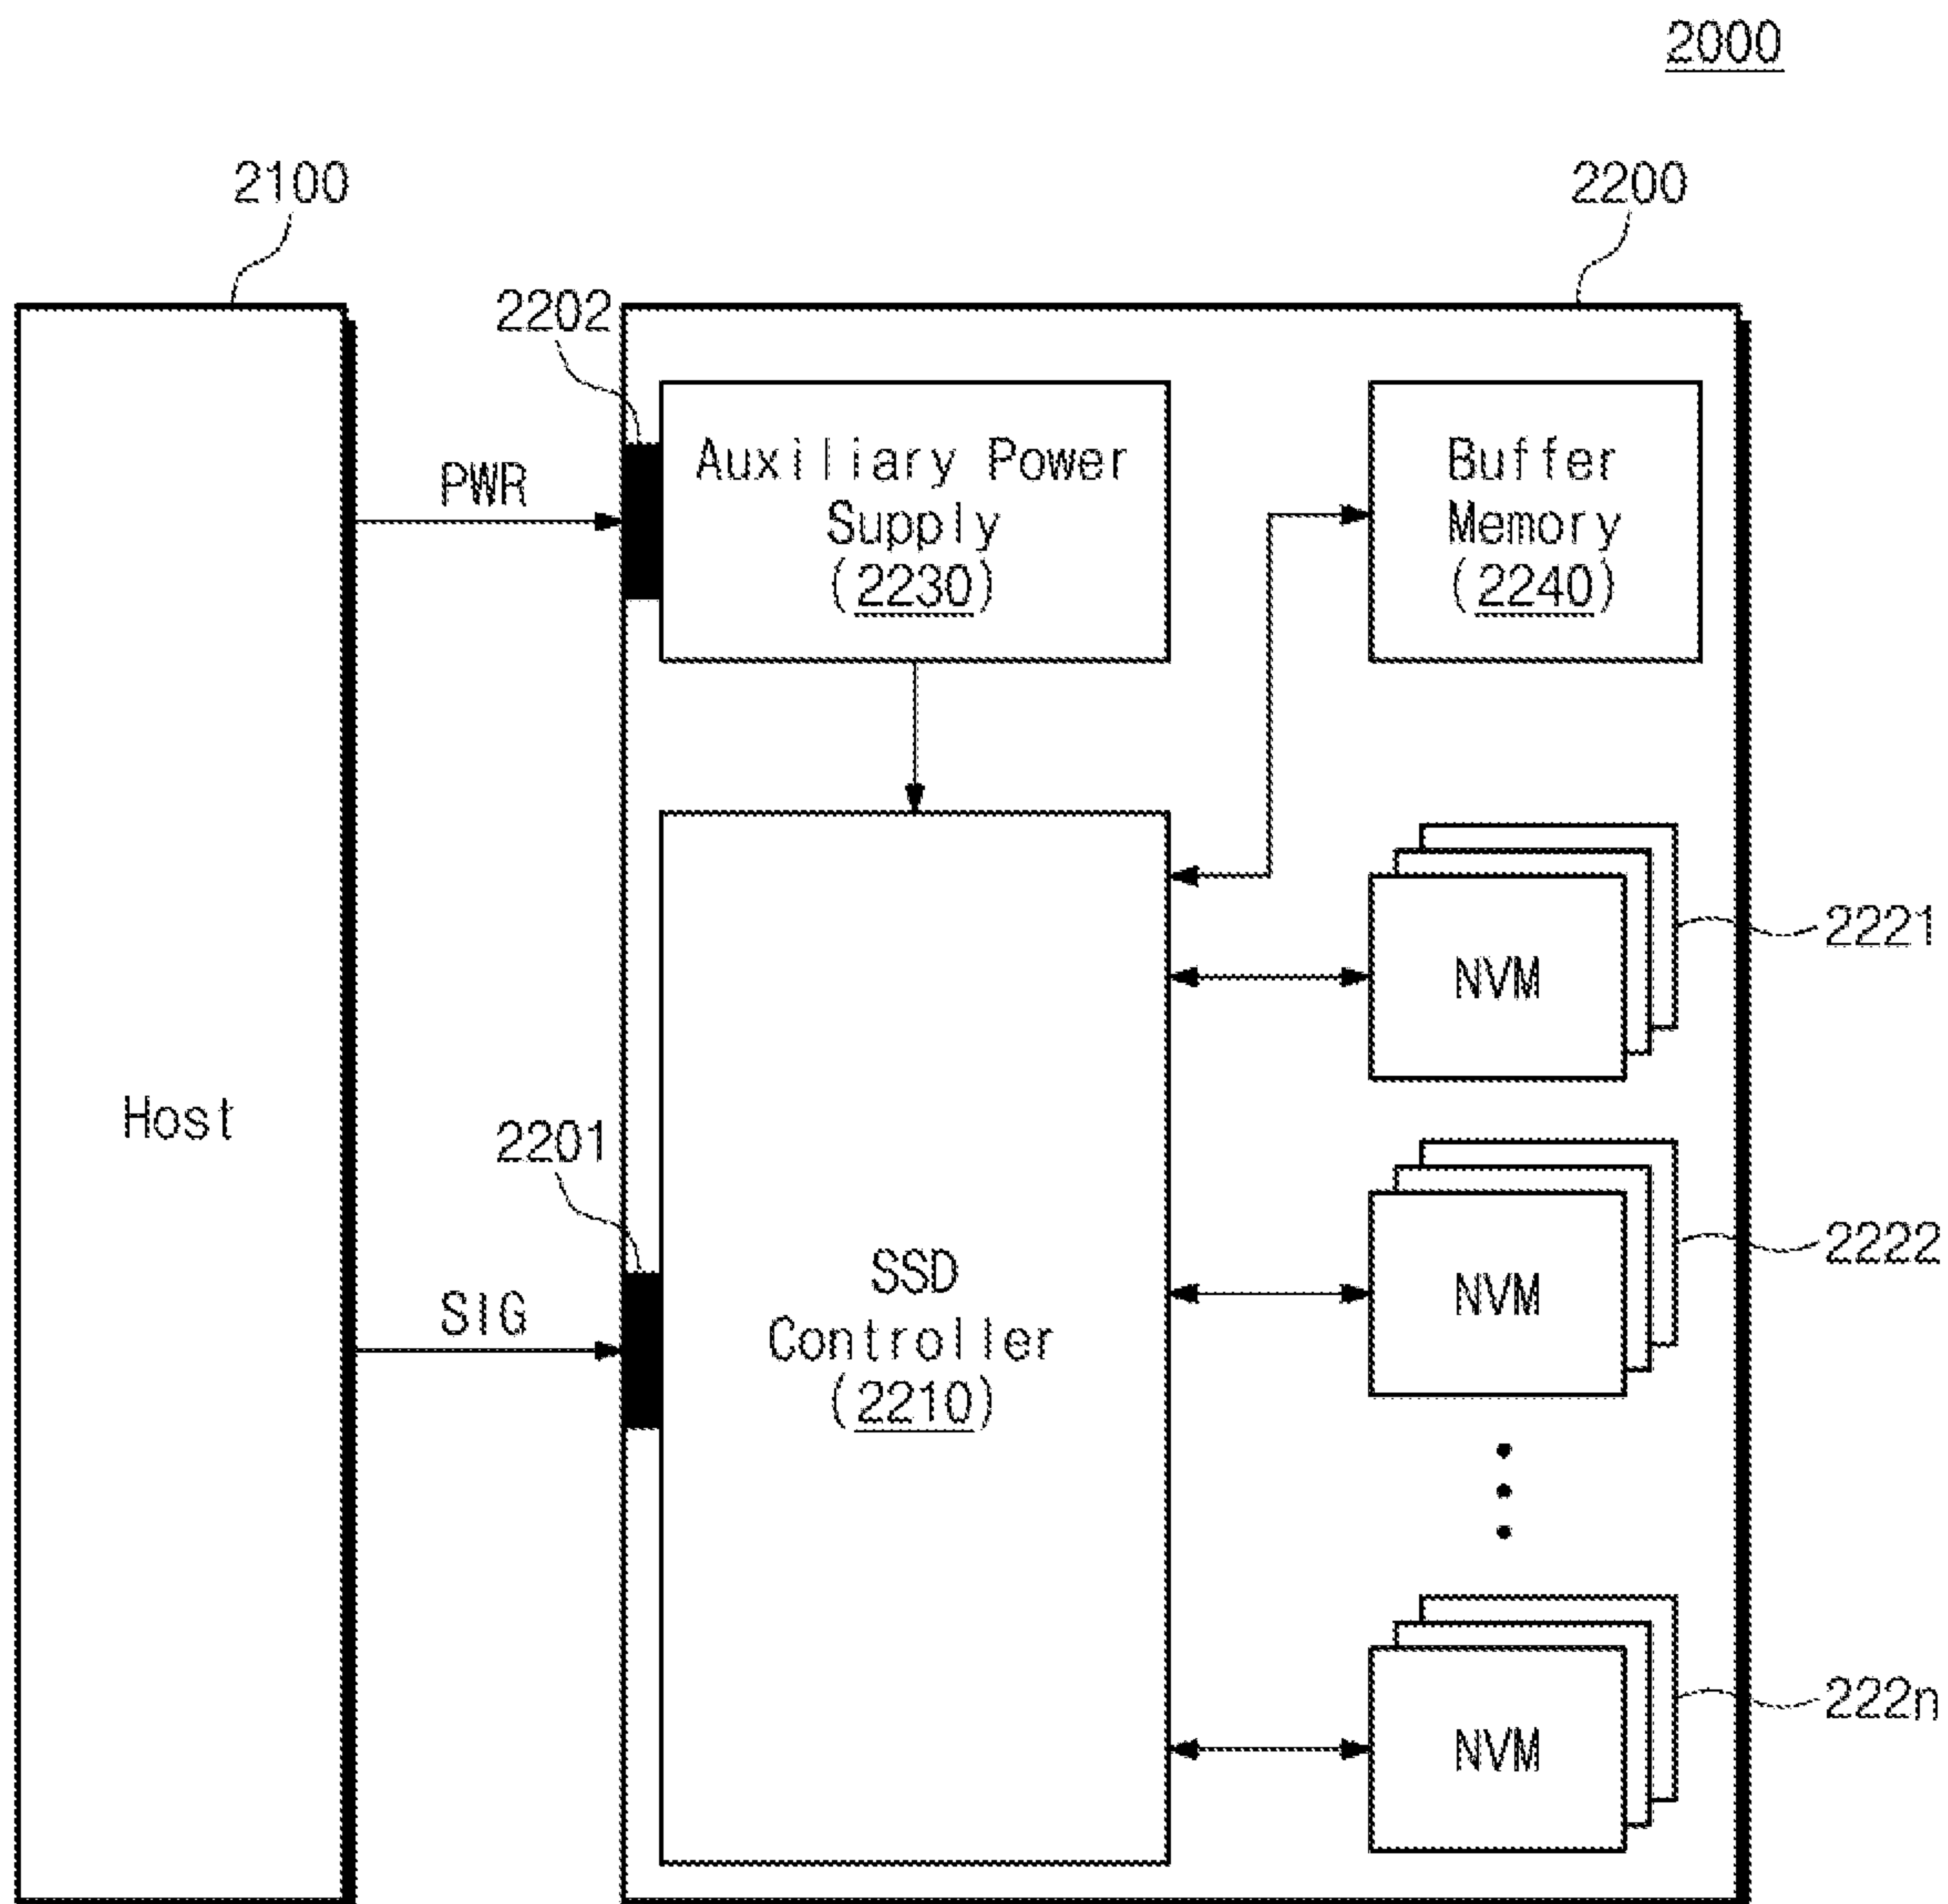 2000
2100
2200
2202
PWR
Auxiliary Power
Supply
(2230)
Buffer
Memory
(2240)
2221
NVM
Host
2201
SIG
SSD
Controller
(2210)
2222
NVM
222n
NVM